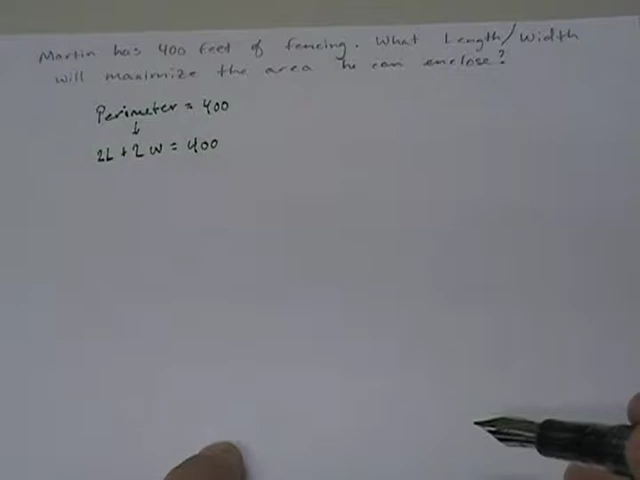 Martin has 400 feet of fencing. What Length/Width
will maximize the area he can enclose?
Perimeter = 400
↓
2L + 2W = 400